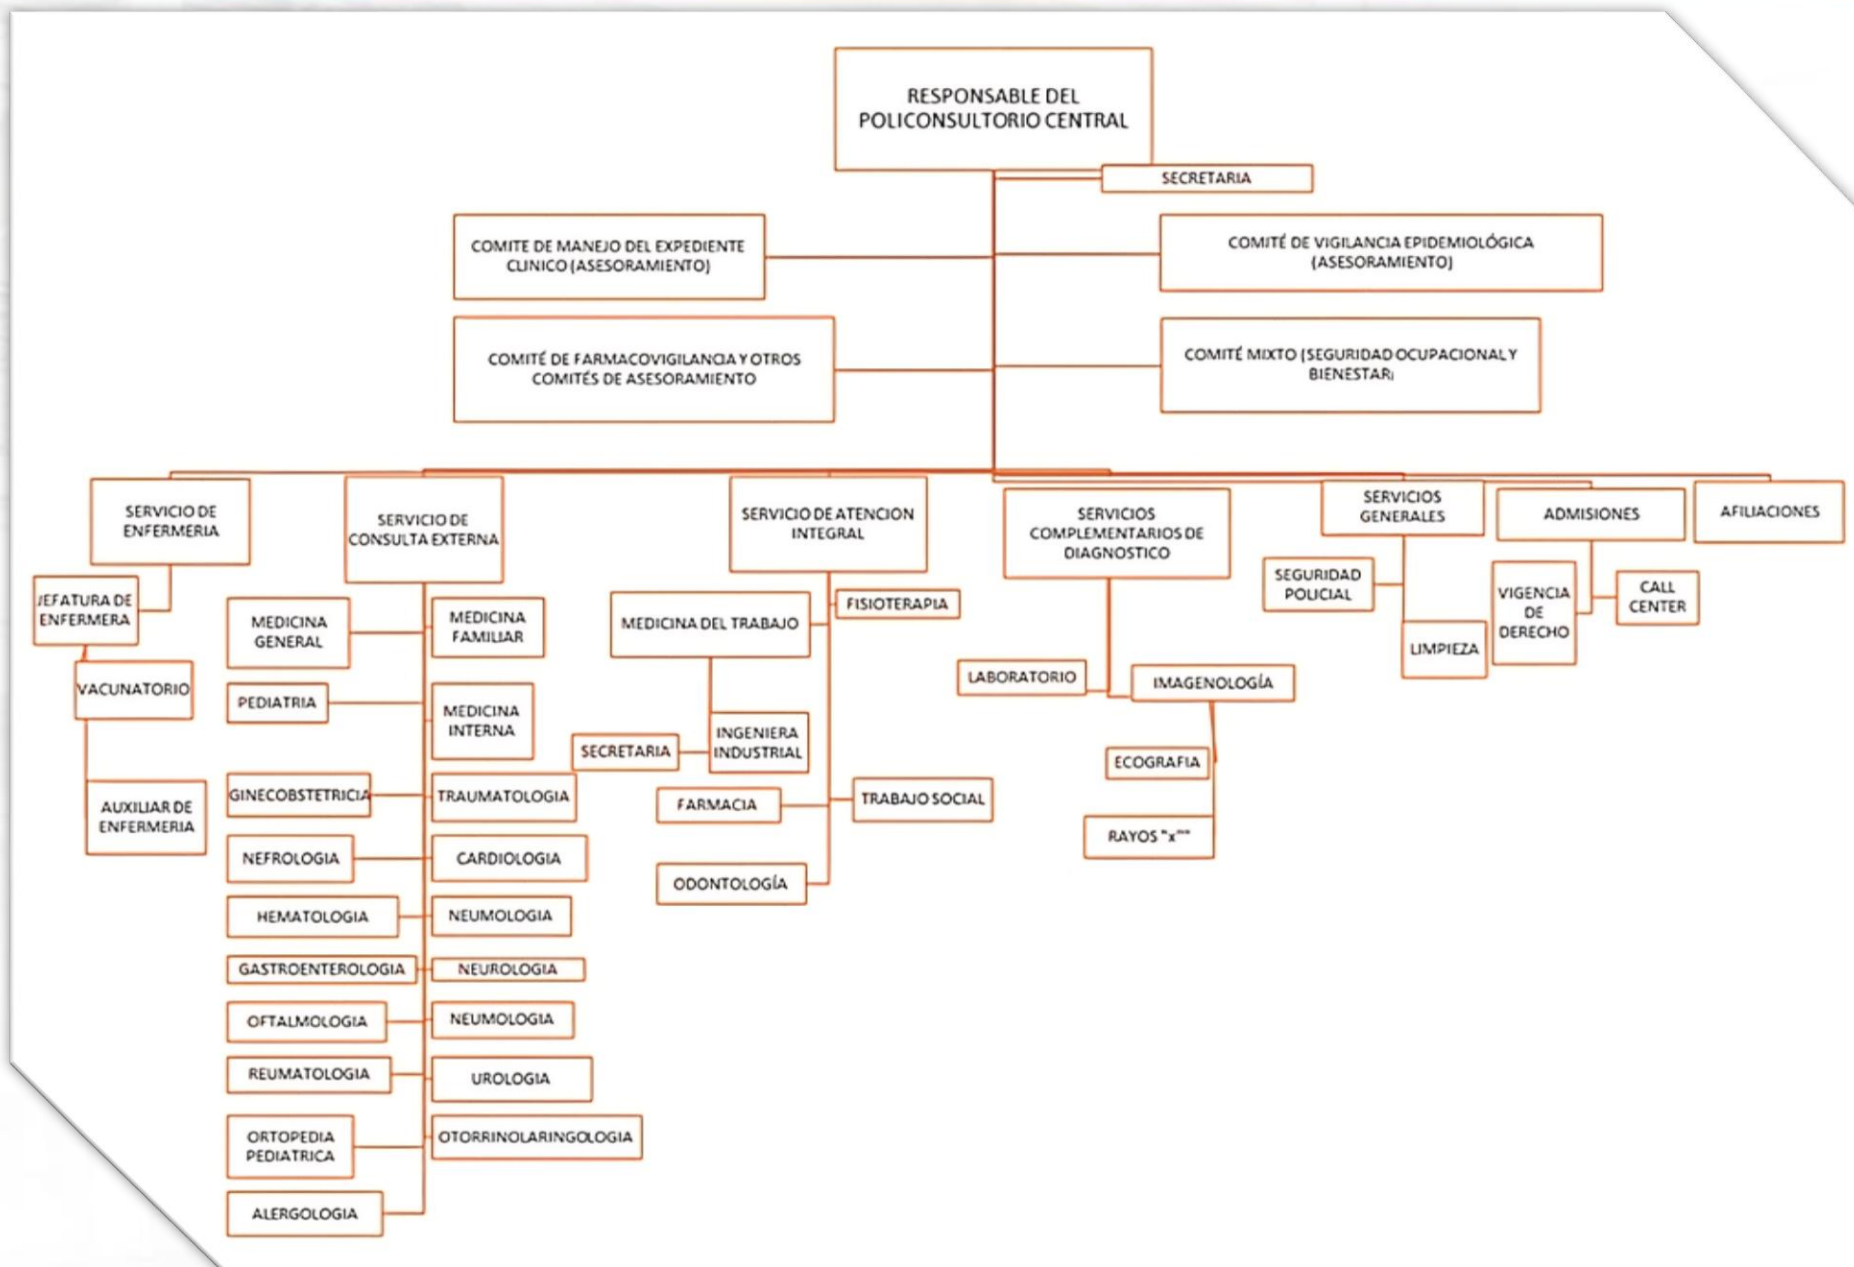 RESPONSABLE DEL
POLICONSULTORIO CENTRAL
SECRETARIA
COMITE DE MANEJO DEL EXPEDIENTE
CLINICO (ASESORAMIENTO)
COMITÉ DE VIGILANCIA EPIDEMIOLÓGICA
(ASESORAMIENTO)
COMITÉ DE FARMACOVIGILANCIA Y OTROS
COMITÉS DE ASESORAMIENTO
COMITÉ MIXTO (SEGURIDAD OCUPACIONAL Y
BIENESTAR)
SERVICIO DE
ENFERMERIA
JEFATURA DE
ENFERMERA
VACUNATORIO
AUXILIAR DE
ENFERMERIA
SERVICIO DE
CONSULTA EXTERNA
MEDICINA
GENERAL
MEDICINA
FAMILIAR
PEDIATRIA
MEDICINA
INTERNA
GINECOBSTETRICIA
TRAUMATOLOGIA
NEFROLOGIA
CARDIOLOGIA
HEMATOLOGIA
NEUMOLOGIA
GASTROENTEROLOGIA
NEUROLOGIA
OFTALMOLOGIA
NEUMOLOGIA
REUMATOLOGIA
UROLOGIA
ORTOPEDIA
PEDIATRICA
OTORRINOLARINGOLOGIA
ALERGOLOGIA
SERVICIO DE ATENCION
INTEGRAL
FISIOTERAPIA
MEDICINA DEL TRABAJO
SECRETARIA
INGENIERA
INDUSTRIAL
FARMACIA
TRABAJO SOCIAL
ODONTOLOGÍA
SERVICIOS
COMPLEMENTARIOS DE
DIAGNOSTICO
LABORATORIO
IMAGENOLOGÍA
ECOGRAFIA
RAYOS "x""
SERVICIOS
GENERALES
SEGURIDAD
POLICIAL
LIMPIEZA
ADMISIONES
VIGENCIA
DE
DERECHO
CALL
CENTER
AFILIACIONES